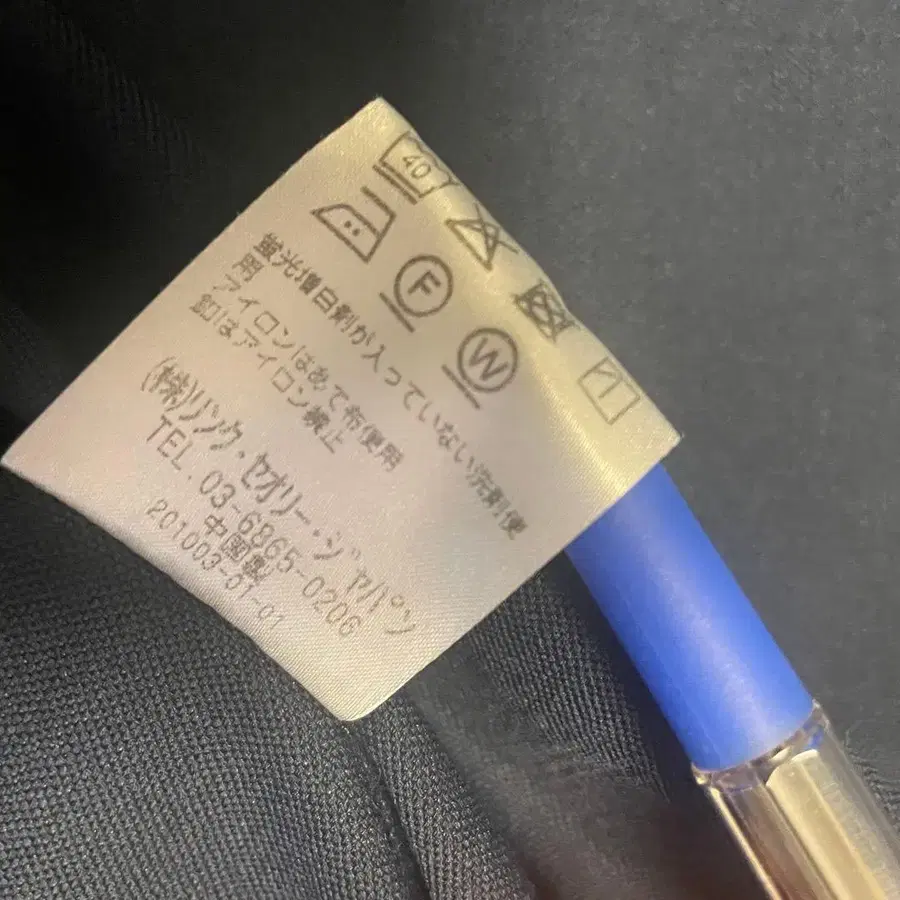 40
F
W
蛍光増白剤が入っていない洗剤使
用 アイロンはあて布使用
釦はアイロン禁止
(株)リンク・セオリー・ジャパン
TEL.03-6865-0206
中国製
201003-01-01